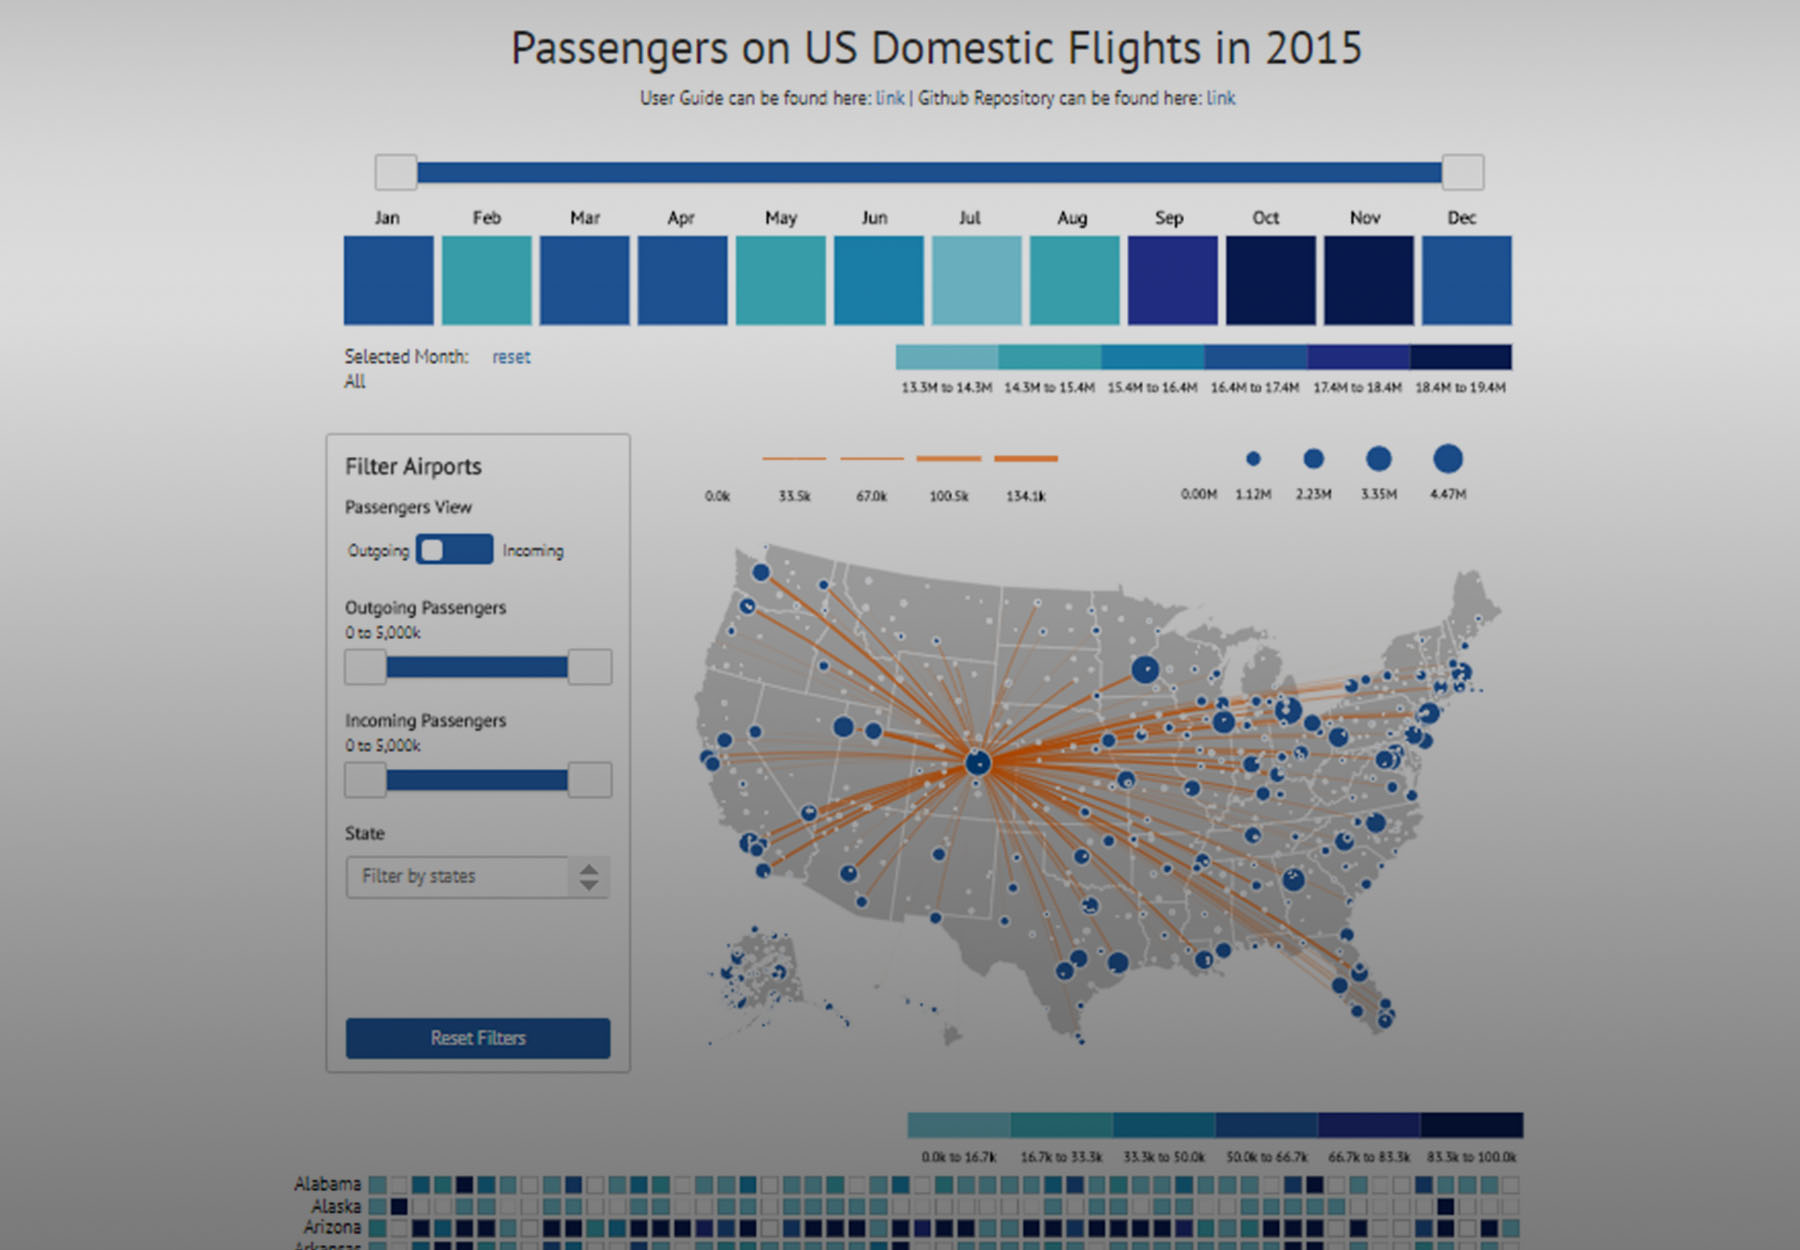 Passengers on US Domestic Flights in 2015
User Guide can be found here: link | Github Repository can be found here: link
Jan Feb Mar Apr May Jun Jul Aug Sep Oct Nov Dec
Selected Month: reset
All
13.3M to 14.3M 14.3M to 15.4M 15.4M to 16.4M 16.4M to 17.4M 17.4M to 18.4M 18.4M to 19.4M
Filter Airports
Passengers View
Outgoing Incoming
Outgoing Passengers
0 to 5,000k
Incoming Passengers
0 to 5,000k
State
Filter by states
Reset Filters
0.0k 33.5k 67.0k 100.5k 134.1k
0.00M 1.12M 2.23M 3.35M 4.47M
0.0k to 16.7k 16.7k to 33.3k 33.3k to 50.0k 50.0k to 66.7k 66.7k to 83.3k 83.3k to 100.0k
Alabama
Alaska
Arizona
Arkansas